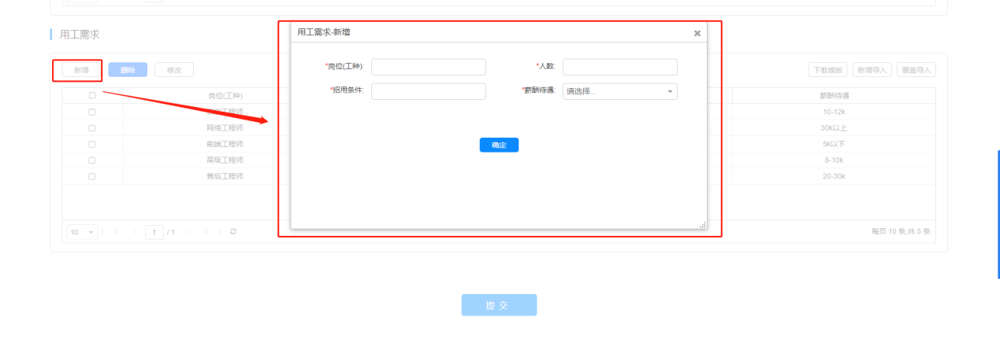 用工需求
用工需求-新增
*岗位(工种):
*人数:
*招用条件:
*薪酬待遇:
请选择...
确定
新增 删除 修改
下载模板 新增导入 覆盖导入
岗位(工种) 薪酬待遇
工程师 10-12k
网络工程师 30k以上
前端工程师 5k以下
高级工程师 8-10k
售后工程师 20-30k
10 1 / 1 每页 10 条,共 5 条
提 交